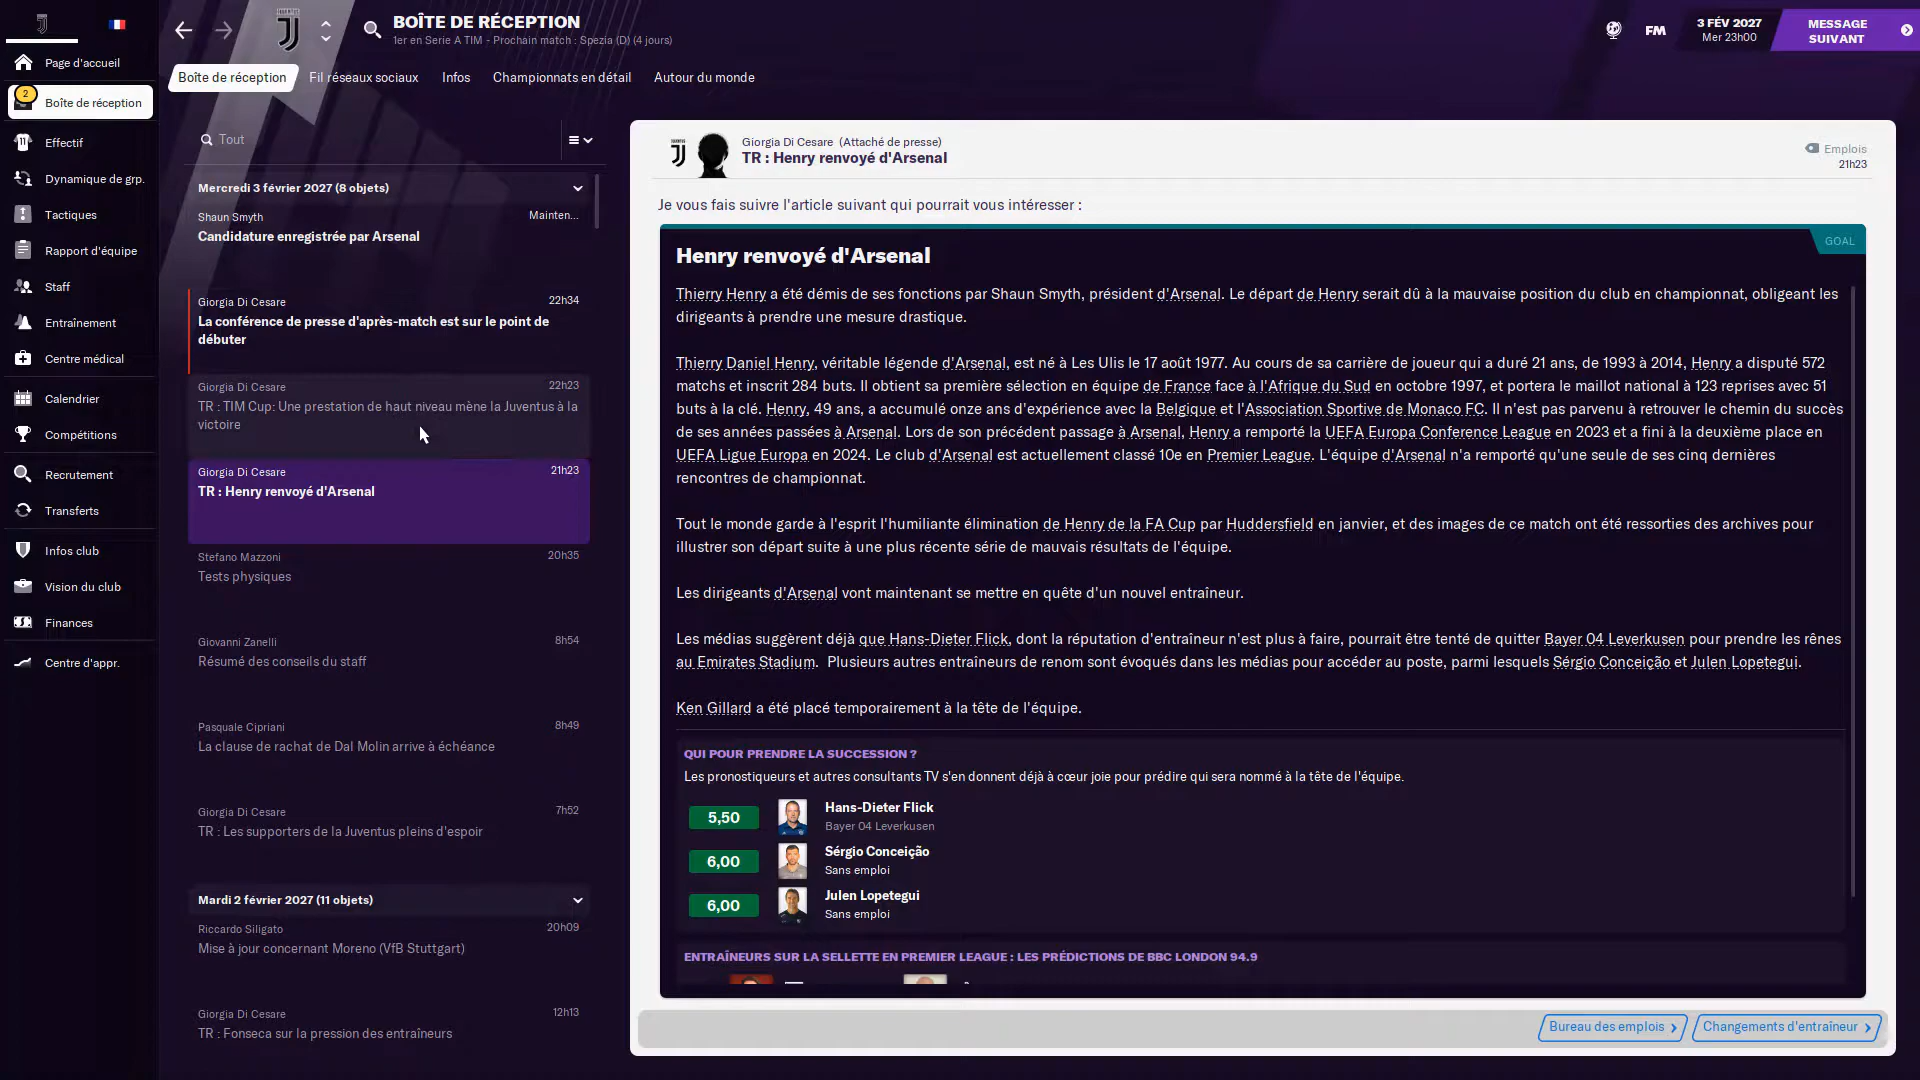 BOÎTE DE RÉCEPTION
1er en Serie A TIM - Prochain match : Spezia (D) (4 jours)
FM
3 FÉV 2027
Mer 23h00
MESSAGE
SUIVANT
Page d'accueil
2
Boîte de réception
Effectif
Dynamique de grp.
Tactiques
Rapport d'équipe
Staff
Entraînement
Centre médical
Calendrier
Compétitions
Recrutement
Transferts
Infos club
Vision du club
Finances
Centre d'appr.
Boîte de réception
Fil réseaux sociaux
Infos
Championnats en détail
Autour du monde
Tout
Mercredi 3 février 2027 (8 objets)
Shaun Smyth
Mainten...
Candidature enregistrée par Arsenal
Giorgia Di Cesare
22h34
La conférence de presse d'après-match est sur le point de
débuter
Giorgia Di Cesare
22h23
TR : TIM Cup: Une prestation de haut niveau mène la Juventus à la
victoire
Giorgia Di Cesare
21h23
TR : Henry renvoyé d'Arsenal
Stefano Mazzoni
20h35
Tests physiques
Giovanni Zanelli
8h54
Résumé des conseils du staff
Pasquale Cipriani
8h49
La clause de rachat de Dal Molin arrive à échéance
Giorgia Di Cesare
7h52
TR : Les supporters de la Juventus pleins d'espoir
Mardi 2 février 2027 (11 objets)
Riccardo Siligato
20h09
Mise à jour concernant Moreno (VfB Stuttgart)
Giorgia Di Cesare
12h13
TR : Fonseca sur la pression des entraîneurs
Giorgia Di Cesare (Attaché de presse)
TR : Henry renvoyé d'Arsenal
Emplois
21h23
Je vous fais suivre l'article suivant qui pourrait vous intéresser :
GOAL
Henry renvoyé d'Arsenal
Thierry Henry a été démis de ses fonctions par Shaun Smyth, président d'Arsenal. Le départ de Henry serait dû à la mauvaise position du club en championnat, obligeant les
dirigeants à prendre une mesure drastique.
Thierry Daniel Henry, véritable légende d'Arsenal, est né à Les Ulis le 17 août 1977. Au cours de sa carrière de joueur qui a duré 21 ans, de 1993 à 2014, Henry a disputé 572
matchs et inscrit 284 buts. Il obtient sa première sélection en équipe de France face à l'Afrique du Sud en octobre 1997, et portera le maillot national à 123 reprises avec 51
buts à la clé. Henry, 49 ans, a accumulé onze ans d'expérience avec la Belgique et l'Association Sportive de Monaco FC. Il n'est pas parvenu à retrouver le chemin du succès
de ses années passées à Arsenal. Lors de son précédent passage à Arsenal, Henry a remporté la UEFA Europa Conference League en 2023 et a fini à la deuxième place en
UEFA Ligue Europa en 2024. Le club d'Arsenal est actuellement classé 10e en Premier League. L'équipe d'Arsenal n'a remporté qu'une seule de ses cinq dernières
rencontres de championnat.
Tout le monde garde à l'esprit l'humiliante élimination de Henry de la FA Cup par Huddersfield en janvier, et des images de ce match ont été ressorties des archives pour
illustrer son départ suite à une plus récente série de mauvais résultats de l'équipe.
Les dirigeants d'Arsenal vont maintenant se mettre en quête d'un nouvel entraîneur.
Les médias suggèrent déjà que Hans-Dieter Flick, dont la réputation d'entraîneur n'est plus à faire, pourrait être tenté de quitter Bayer 04 Leverkusen pour prendre les rênes
au Emirates Stadium. Plusieurs autres entraîneurs de renom sont évoqués dans les médias pour accéder au poste, parmi lesquels Sérgio Conceição et Julen Lopetegui.
Ken Gillard a été placé temporairement à la tête de l'équipe.
QUI POUR PRENDRE LA SUCCESSION ?
Les pronostiqueurs et autres consultants TV s'en donnent déjà à cœur joie pour prédire qui sera nommé à la tête de l'équipe.
5,50
Hans-Dieter Flick
Bayer 04 Leverkusen
6,00
Sérgio Conceição
Sans emploi
6,00
Julen Lopetegui
Sans emploi
ENTRAÎNEURS SUR LA SELLETTE EN PREMIER LEAGUE : LES PRÉDICTIONS DE BBC LONDON 94.9
Bureau des emplois
Changements d'entraîneur